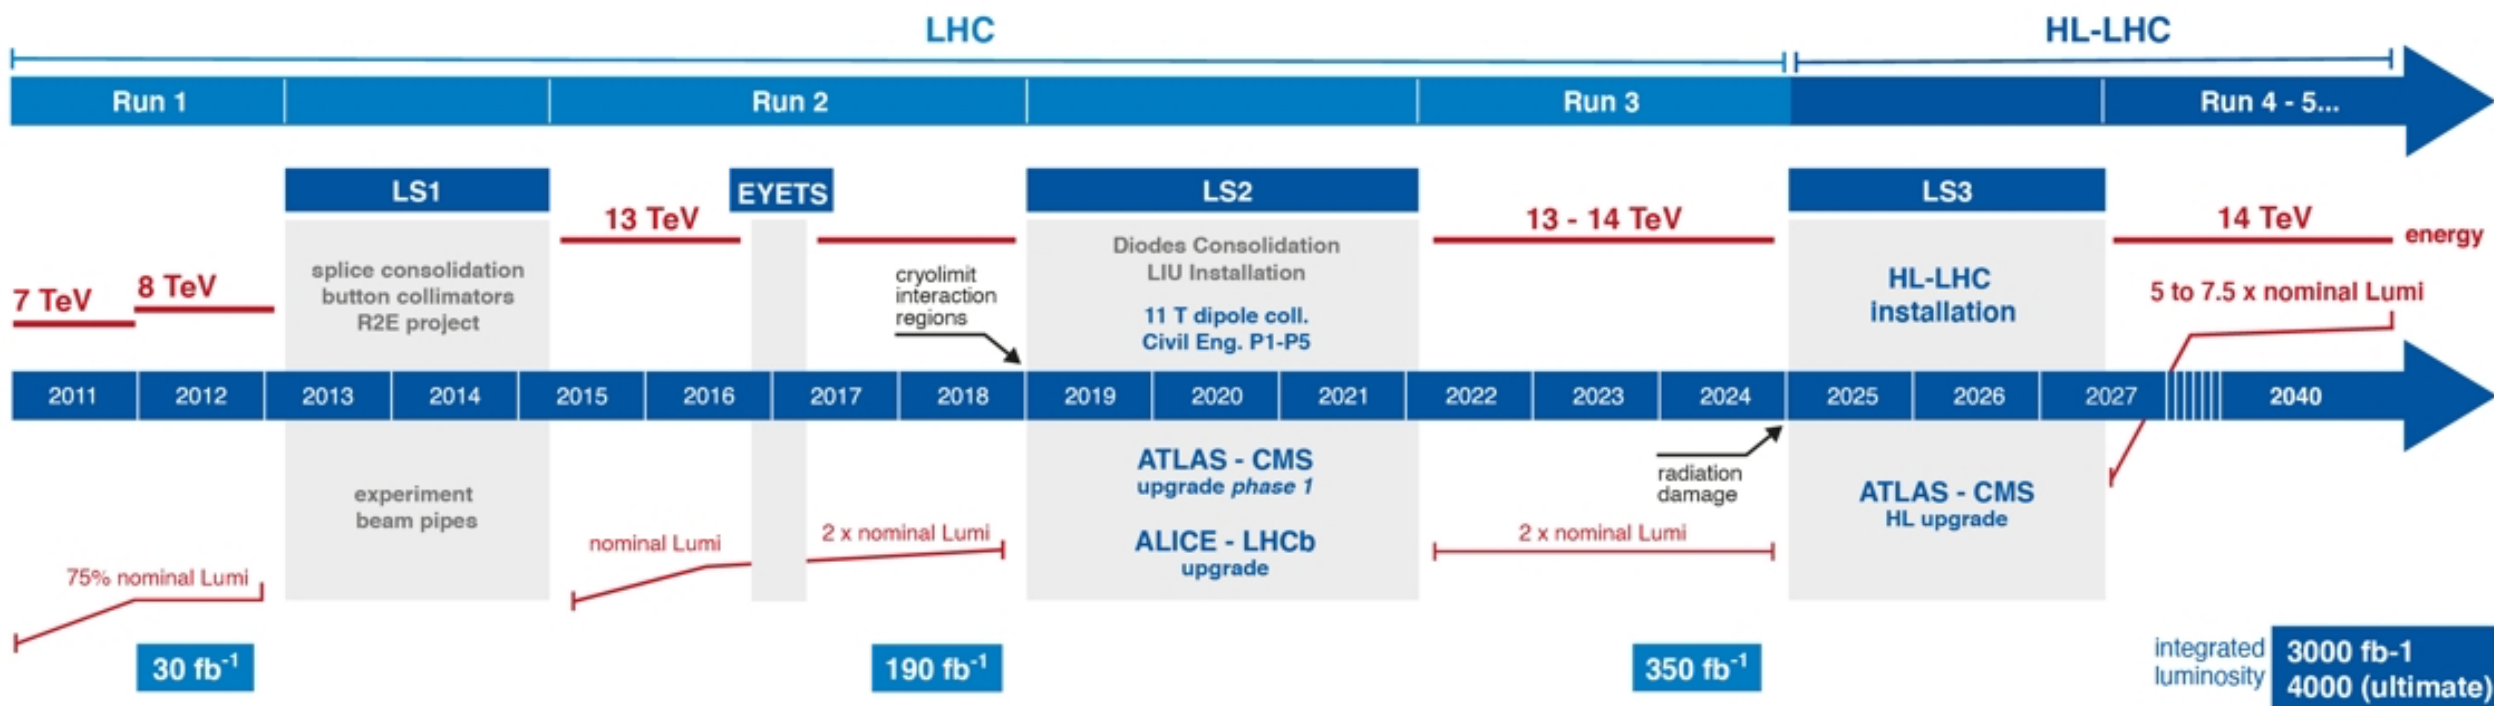 LHC
HL-LHC
Run 1
Run 2
Run 3
Run 4 - 5...
LS1
EYETS
LS2
LS3
13 TeV
13 - 14 TeV
14 TeV
energy
7 TeV
8 TeV
splice consolidation
button collimators
R2E project
cryolimit
interaction
regions
Diodes Consolidation
LIU Installation
11 T dipole coll.
Civil Eng. P1-P5
HL-LHC
installation
5 to 7.5 x nominal Lumi
2011
2012
2013
2014
2015
2016
2017
2018
2019
2020
2021
2022
2023
2024
2025
2026
2027
2040
experiment
beam pipes
ATLAS - CMS
upgrade phase 1
ALICE - LHCb
upgrade
radiation
damage
ATLAS - CMS
HL upgrade
75% nominal Lumi
nominal Lumi
2 x nominal Lumi
2 x nominal Lumi
30 fb-1
190 fb-1
350 fb-1
integrated
luminosity
3000 fb-1
4000 (ultimate)